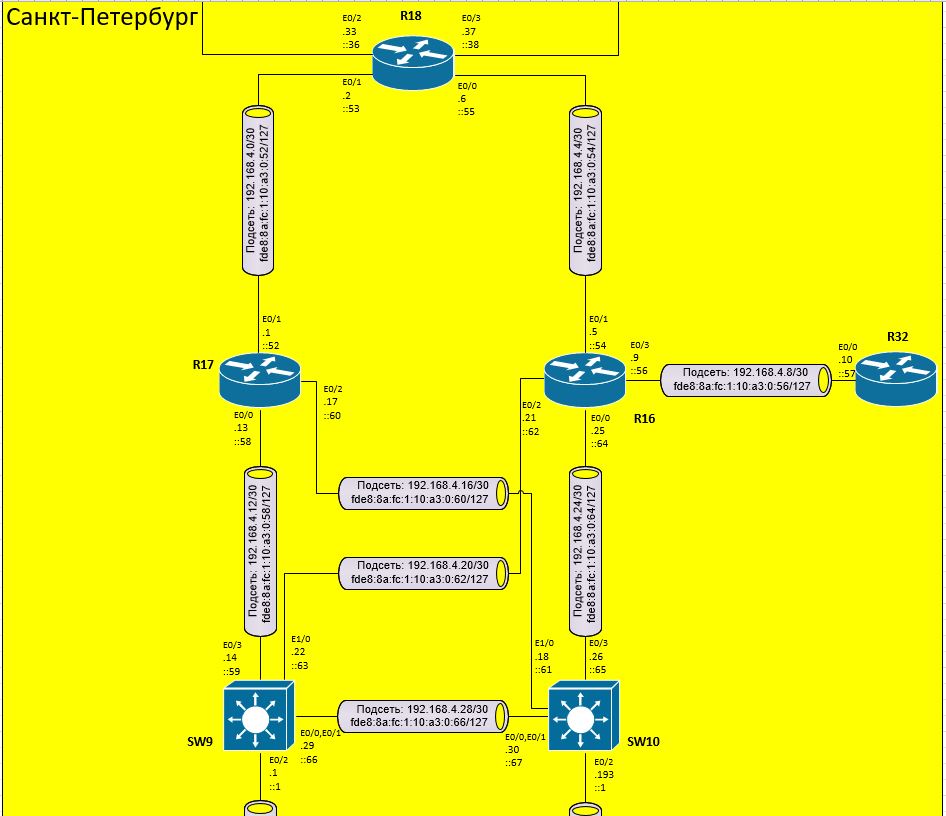 Санкт-Петербург
R18
E0/2
.33
::36
E0/3
.37
::38
E0/1
.2
::53
E0/0
.6
::55
Подсеть: 192.168.4.0/30
fde8:8a:fc:1:10:a3:0:52/127
Подсеть: 192.168.4.4/30
fde8:8a:fc:1:10:a3:0:54/127
E0/1
.1
::52
R17
E0/1
.5
::54
E0/3
.9
::56
Подсеть: 192.168.4.8/30
fde8:8a:fc:1:10:a3:0:56/127
E0/0
.10
::57
R32
E0/2
.17
::60
E0/0
.13
::58
E0/2
.21
::62
E0/0
.25
::64
R16
Подсеть: 192.168.4.12/30
fde8:8a:fc:1:10:a3:0:58/127
Подсеть: 192.168.4.16/30
fde8:8a:fc:1:10:a3:0:60/127
Подсеть: 192.168.4.20/30
fde8:8a:fc:1:10:a3:0:62/127
Подсеть: 192.168.4.24/30
fde8:8a:fc:1:10:a3:0:64/127
E0/3
.14
::59
E1/0
.22
::63
E1/0
.18
::61
E0/3
.26
::65
SW9
Подсеть: 192.168.4.28/30
fde8:8a:fc:1:10:a3:0:66/127
E0/0,E0/1
.29
::66
E0/0,E0/1
.30
::67
SW10
E0/2
.1
::1
E0/2
.193
::1